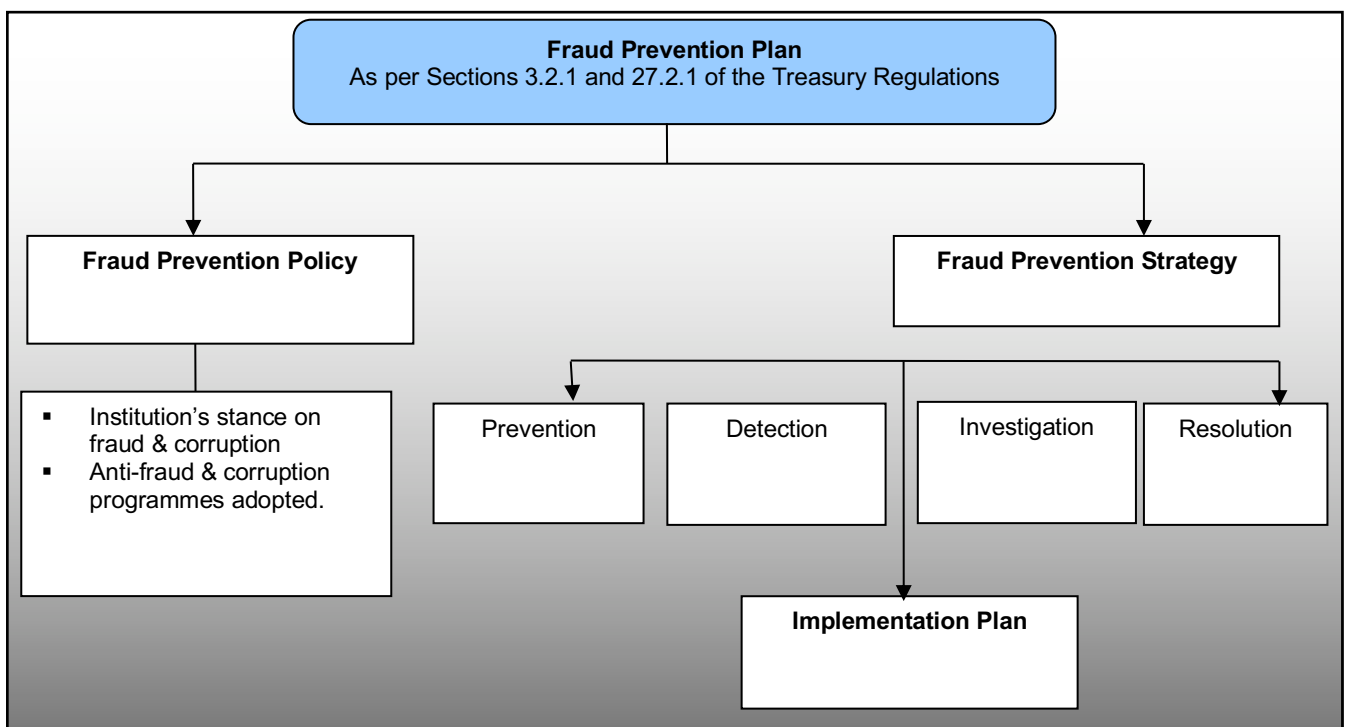 Fraud Prevention Plan
As per Sections 3.2.1 and 27.2.1 of the Treasury Regulations
Fraud Prevention Policy
Fraud Prevention Strategy
▪ Institution’s stance on
fraud & corruption
▪ Anti-fraud & corruption
programmes adopted.
Prevention
Detection
Investigation
Resolution
Implementation Plan